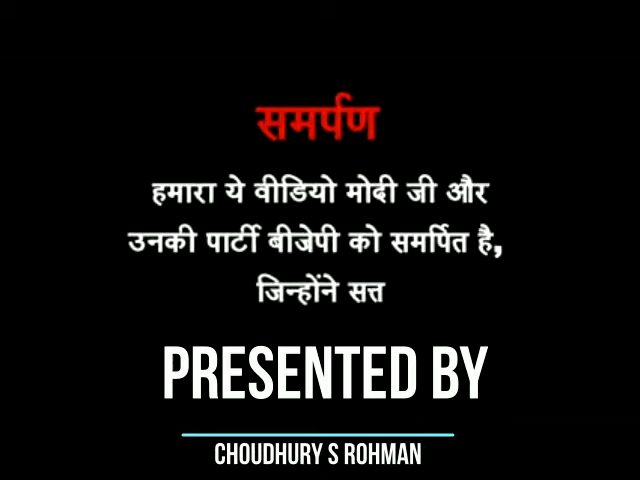 समर्पण
हमारा ये वीडियो मोदी जी और
उनकी पार्टी बीजेपी को समर्पित है,
जिन्होंने सत्त
PRESENTED BY
CHOUDHURY S ROHMAN